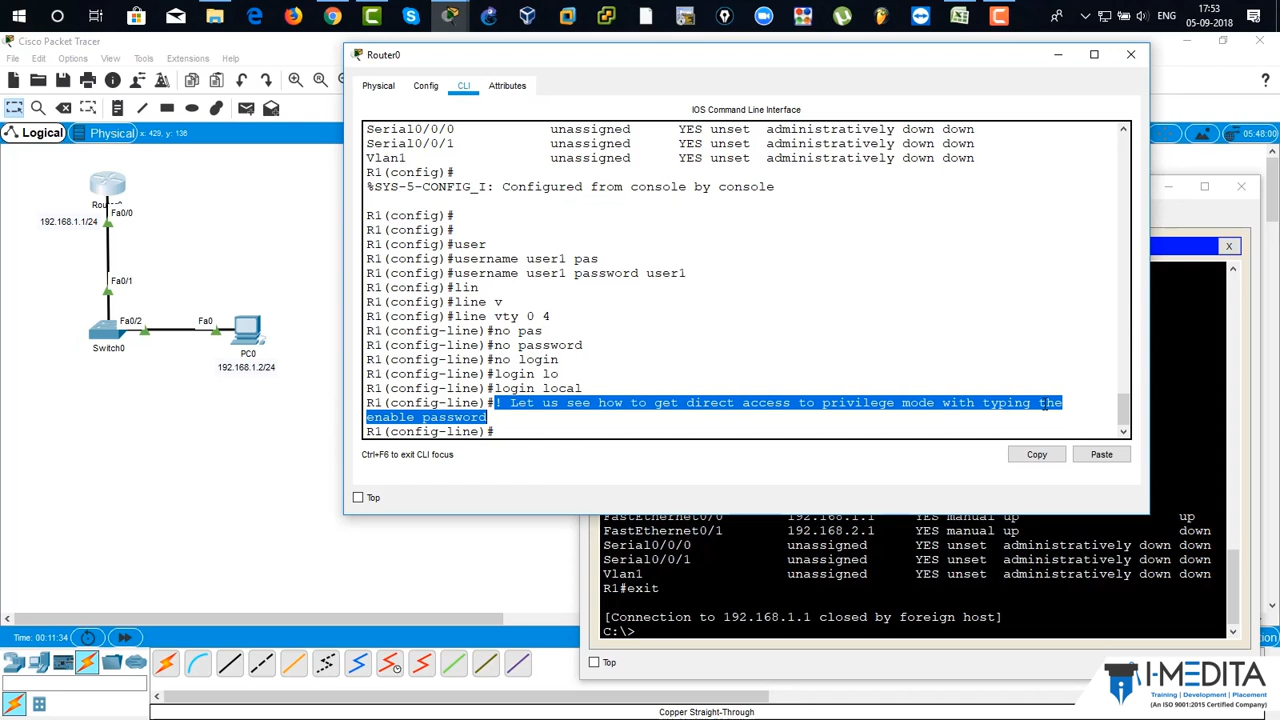 17:53
ENG
05-09-2018
Cisco Packet Tracer
File Edit Options View Tools Extensions Help
Logical
Physical
x: 429, y: 136
05:48:00
Router0
Physical Config CLI Attributes
IOS Command Line Interface
Serial0/0/0 unassigned YES unset administratively down down
Serial0/0/1 unassigned YES unset administratively down down
Vlan1 unassigned YES unset administratively down down
R1(config)#
%SYS-5-CONFIG_I: Configured from console by console
R1(config)#
R1(config)#
R1(config)#user
R1(config)#username user1 pas
R1(config)#username user1 password user1
R1(config)#lin
R1(config)#line v
R1(config)#line vty 0 4
R1(config-line)#no pas
R1(config-line)#no password
R1(config-line)#no login
R1(config-line)#login lo
R1(config-line)#login local
R1(config-line)#! Let us see how to get direct access to privilege mode with typing the
enable password
R1(config-line)#
Ctrl+F6 to exit CLI focus
Copy
Paste
Top
Fa0/0
192.168.1.1/24
Fa0/1
Fa0/2
Fa0
Switch0
PC0
192.168.1.2/24
X
FastEthernet0/0 192.168.1.1 YES manual up up
FastEthernet0/1 192.168.2.1 YES manual up down
Serial0/0/0 unassigned YES unset administratively down down
Serial0/0/1 unassigned YES unset administratively down down
Vlan1 unassigned YES unset administratively down down
R1#exit
[Connection to 192.168.1.1 closed by foreign host]
C:\>
Top
Time: 00:11:34
Copper Straight-Through
I-MEDITA
Training | Development | Placement
(An ISO 9001:2015 Certified Company)